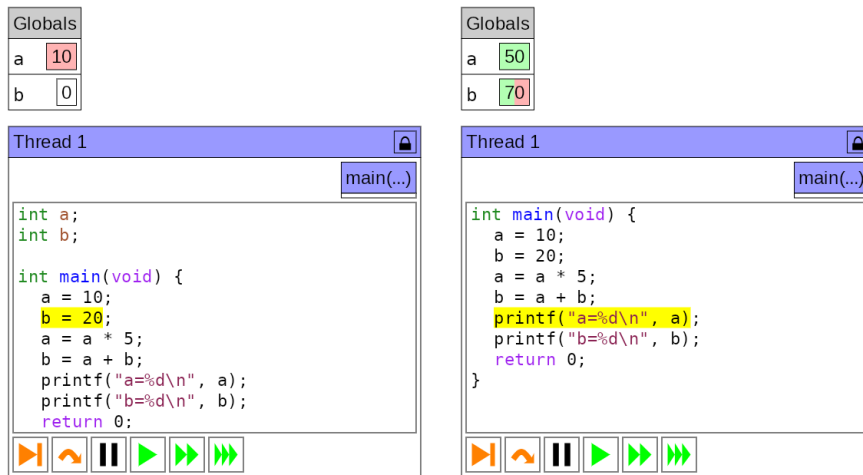 Globals
a 10
b 0
Thread 1
main(...)
int a;
int b;
int main(void) {
a = 10;
b = 20;
a = a * 5;
b = a + b;
printf("a=%d\n", a);
printf("b=%d\n", b);
return 0;
Globals
a 50
b 70
Thread 1
main(...)
int main(void) {
a = 10;
b = 20;
a = a * 5;
b = a + b;
printf("a=%d\n", a);
printf("b=%d\n", b);
return 0;
}